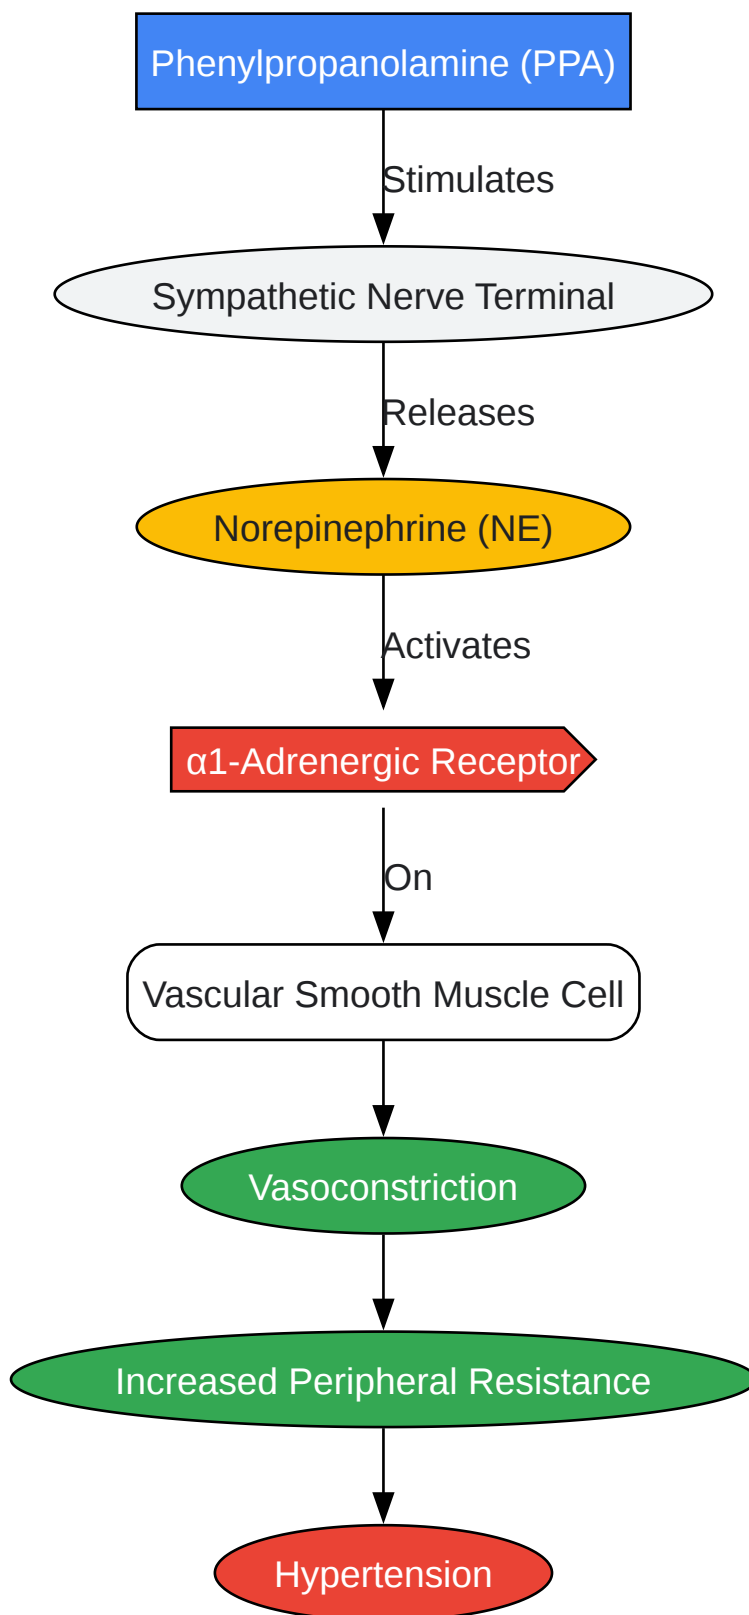 Phenylpropanolamine (PPA)
Stimulates
Sympathetic Nerve Terminal
Releases
Norepinephrine (NE)
Activates
α1-Adrenergic Receptor
On
Vascular Smooth Muscle Cell
Vasoconstriction
Increased Peripheral Resistance
Hypertension